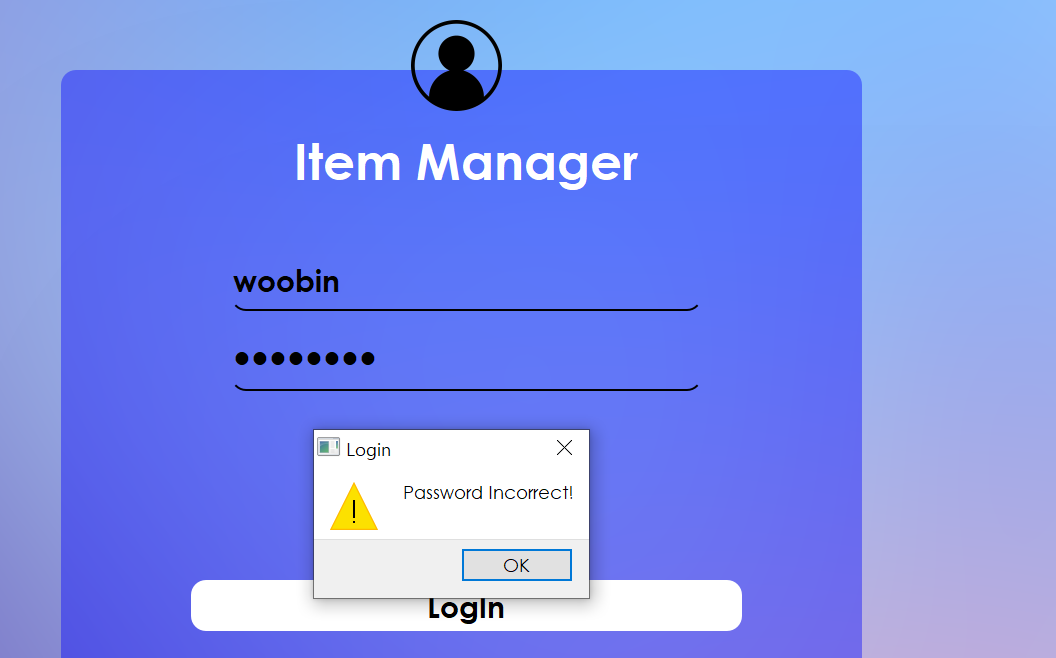 Item Manager
woobin
••••••••
Login
Password Incorrect!
OK
LogIn